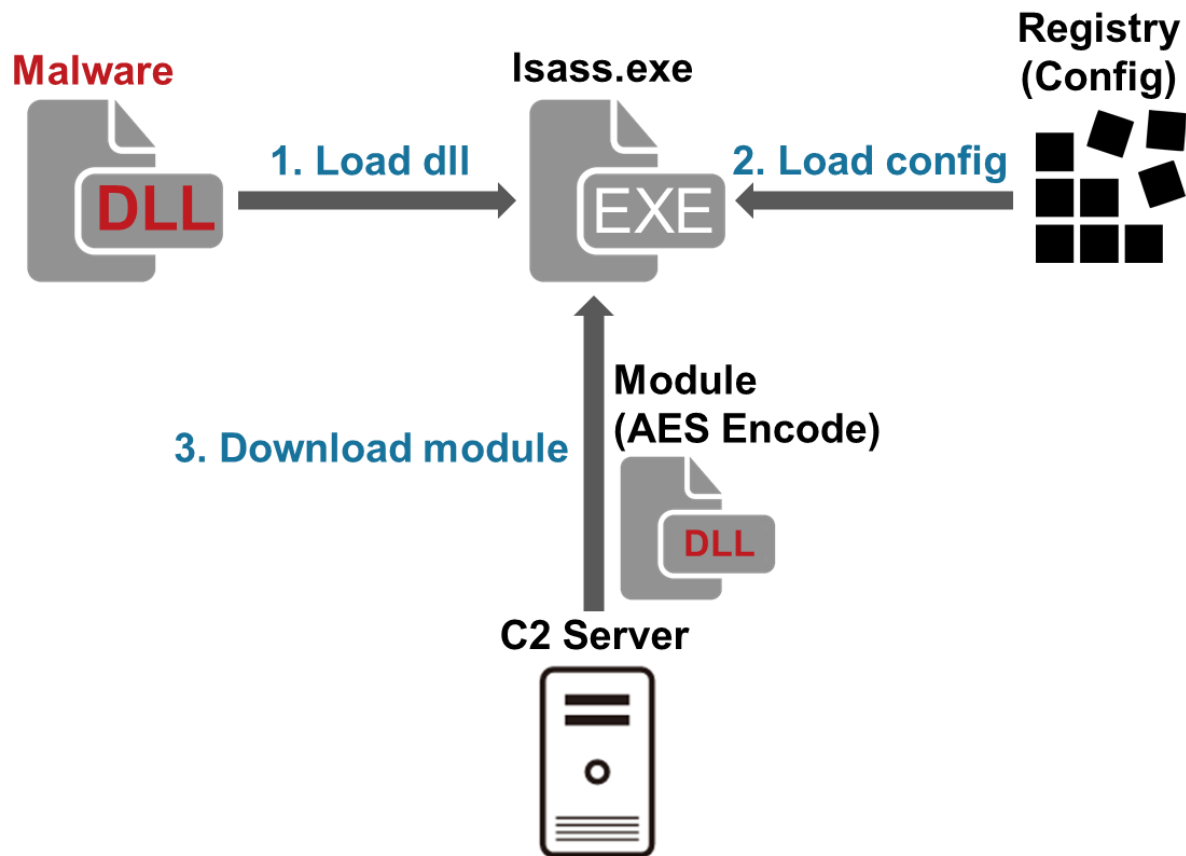 Malware
DLL
1. Load dll
lsass.exe
EXE
2. Load config
Registry
(Config)
3. Download module
Module
(AES Encode)
DLL
C2 Server